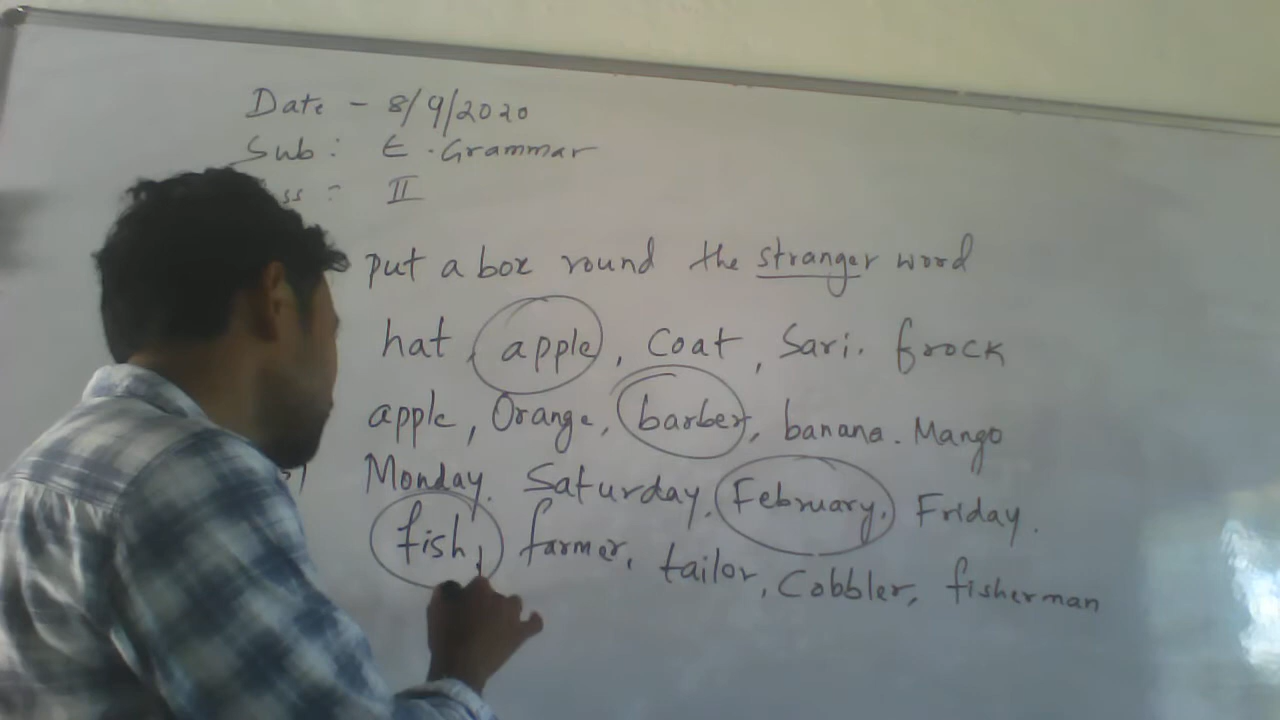 Date - 8/9/2020
Sub: E. Grammar
ss = II
put a box round the stranger word
hat, apple, Coat, Sari. frock
apple, Orange, barber, banana. Mango
Monday. Saturday, February. Friday.
fish, farmer, tailor, Cobbler, fisherman